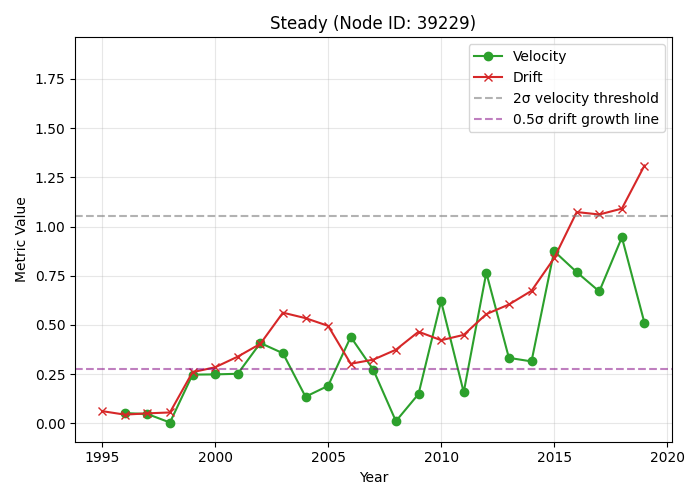 Steady (Node ID: 39229)
Velocity
Drift
2σ velocity threshold
0.5σ drift growth line
Metric Value
1.75
1.50
1.25
1.00
0.75
0.50
0.25
0.00
1995
2000
2005
2010
2015
2020
Year